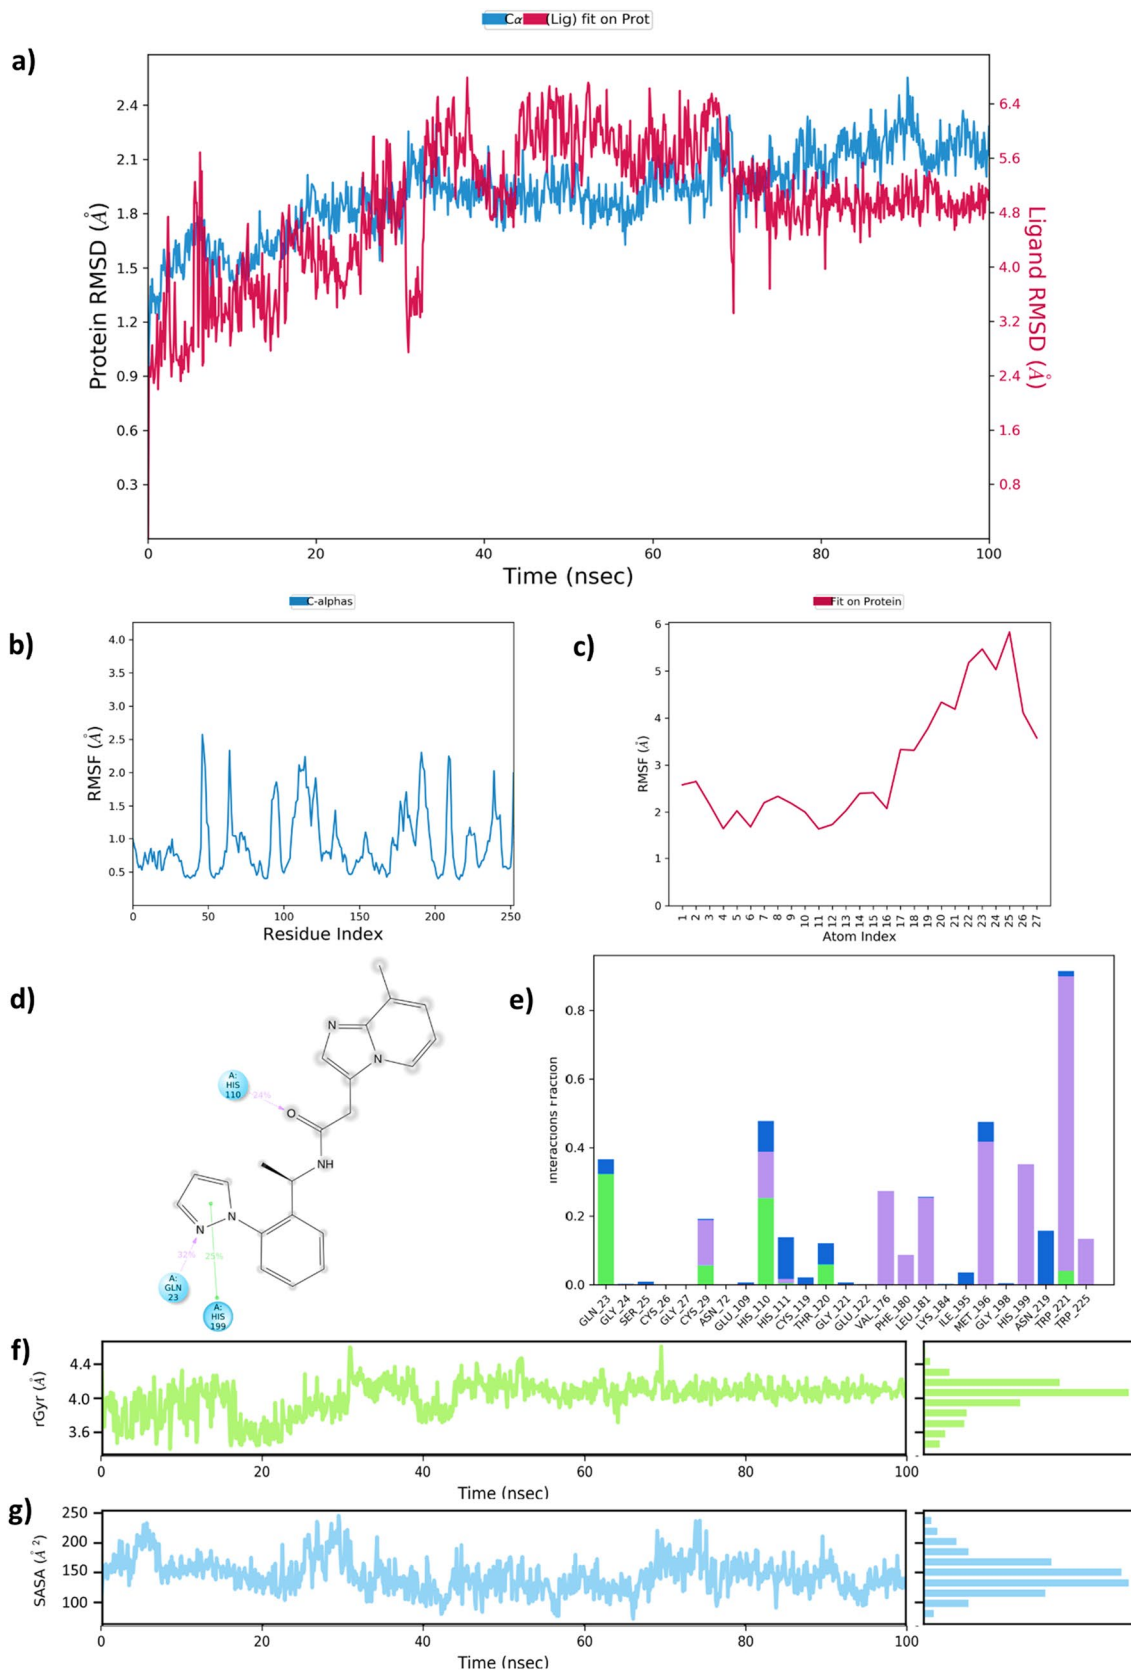 Cα (Lig) fit on Prot
a)
Protein RMSD (Å)
2.4
2.1
1.8
1.5
1.2
0.9
0.6
0.3
6.4
5.6
4.8
4.0
3.2
2.4
1.6
0.8
Ligand RMSD (Å)
0 20 40 60 80 100
Time (nsec)
C-alphas
b)
RMSF (Å)
4.0
3.5
3.0
2.5
2.0
1.5
1.0
0.5
0 50 100 150 200 250
Residue Index
Fit on Protein
c)
RMSF (Å)
6
5
4
3
2
1
0
1 2 3 4 5 6 7 8 9 10 11 12 13 14 15 16 17 18 19 20 21 22 23 24 25 26 27
Atom Index
d)
N
N
A:
HIS
110
24%
O
NH
N
N
32%
25%
A:
GLN
23
A:
HIS
199
e)
Interactions Fraction
0.8
0.6
0.4
0.2
0.0
GLN_23 GLY_24 SER_25 CYS_26 GLY_27 CYS_29 ASN_72 GLU_109 HIS_110 HIS_111 CYS_119 THR_120 GLY_121 GLU_122 VAL_176 PHE_180 LEU_181 LYS_184 ILE_195 MET_196 GLY_198 HIS_199 ASN_219 TRP_221 TRP_225
f)
rGyr (Å)
4.4
4.0
3.6
0 20 40 60 80 100
Time (nsec)
g)
SASA (Å²)
250
200
150
100
0 20 40 60 80 100
Time (nsec)